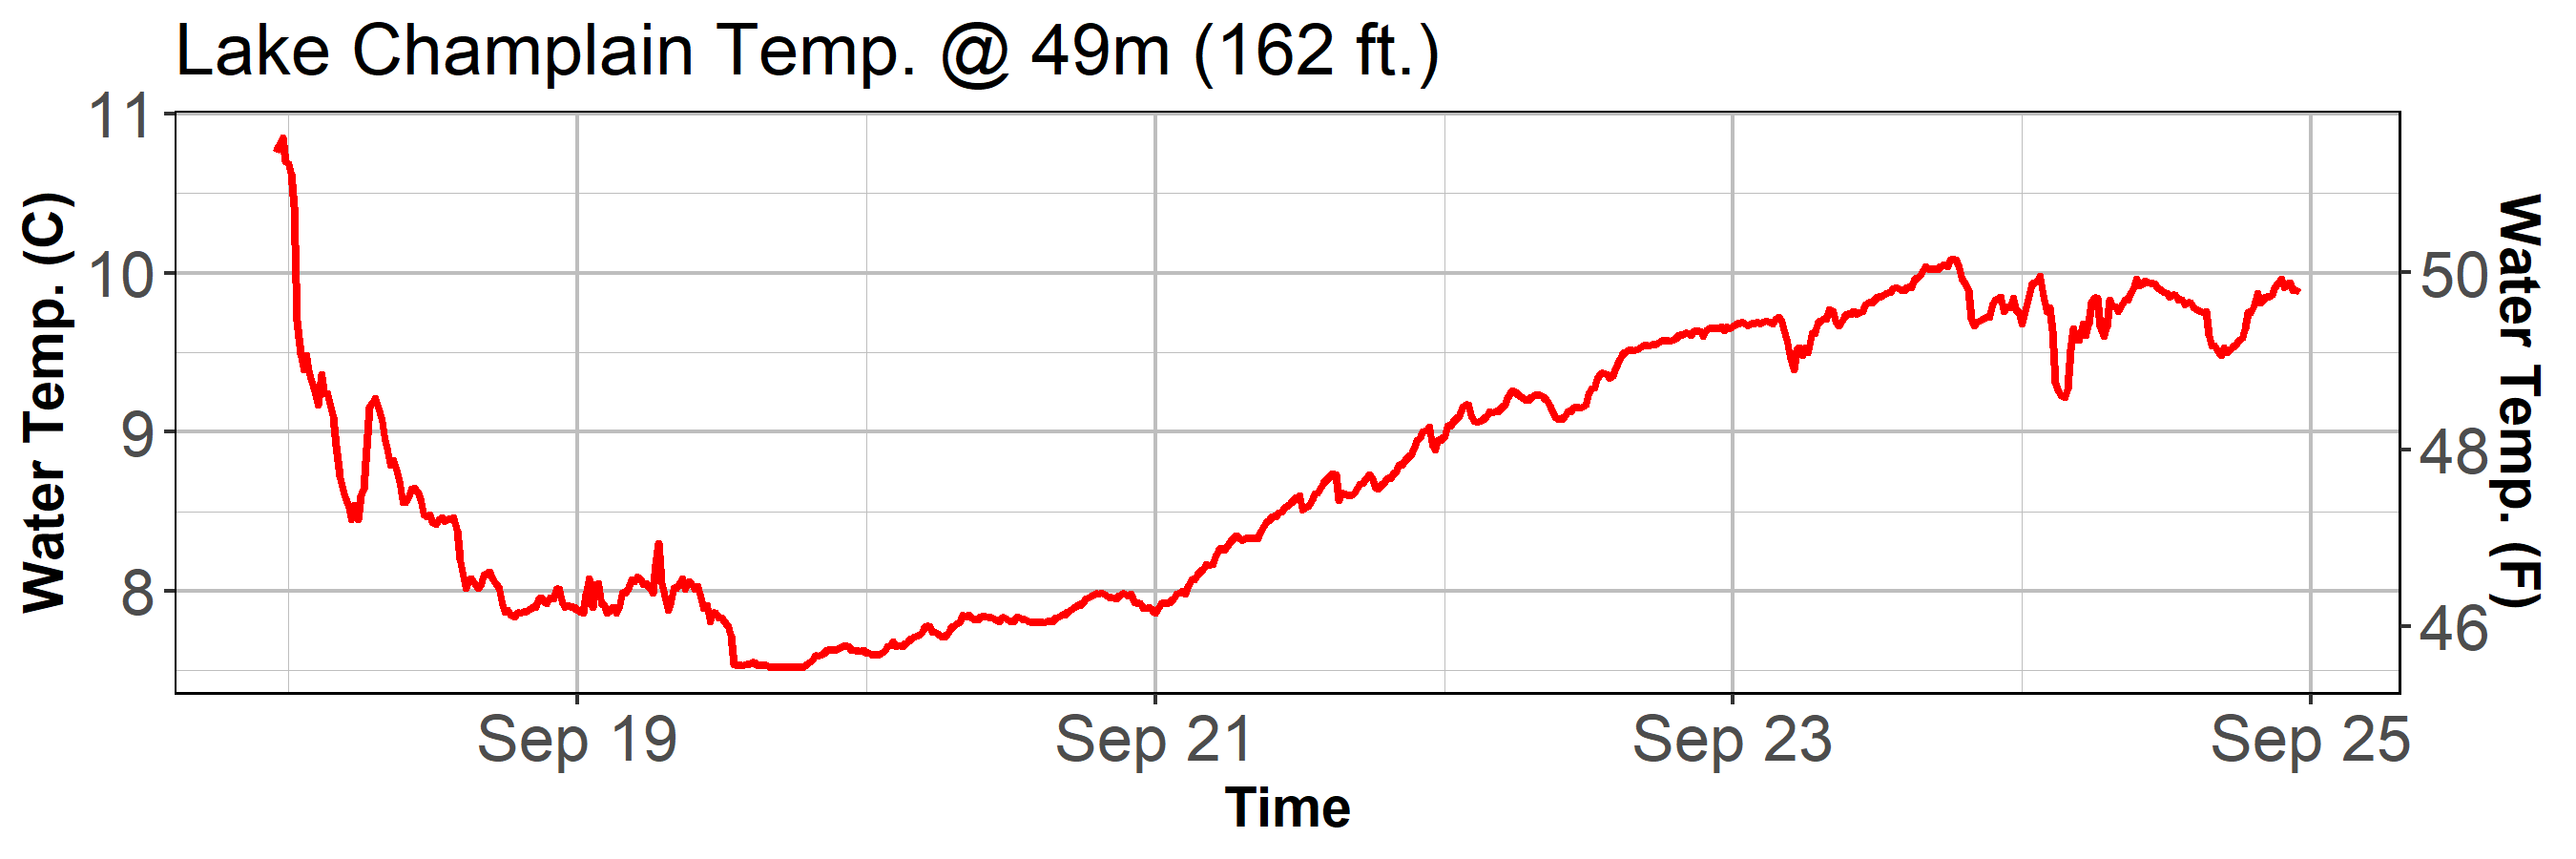 Lake Champlain Temp. @ 49m (162 ft.)
Water Temp. (C)
11
10
9
8
50
48
46
Water Temp. (F)
Sep 19 Sep 21 Sep 23 Sep 25
Time